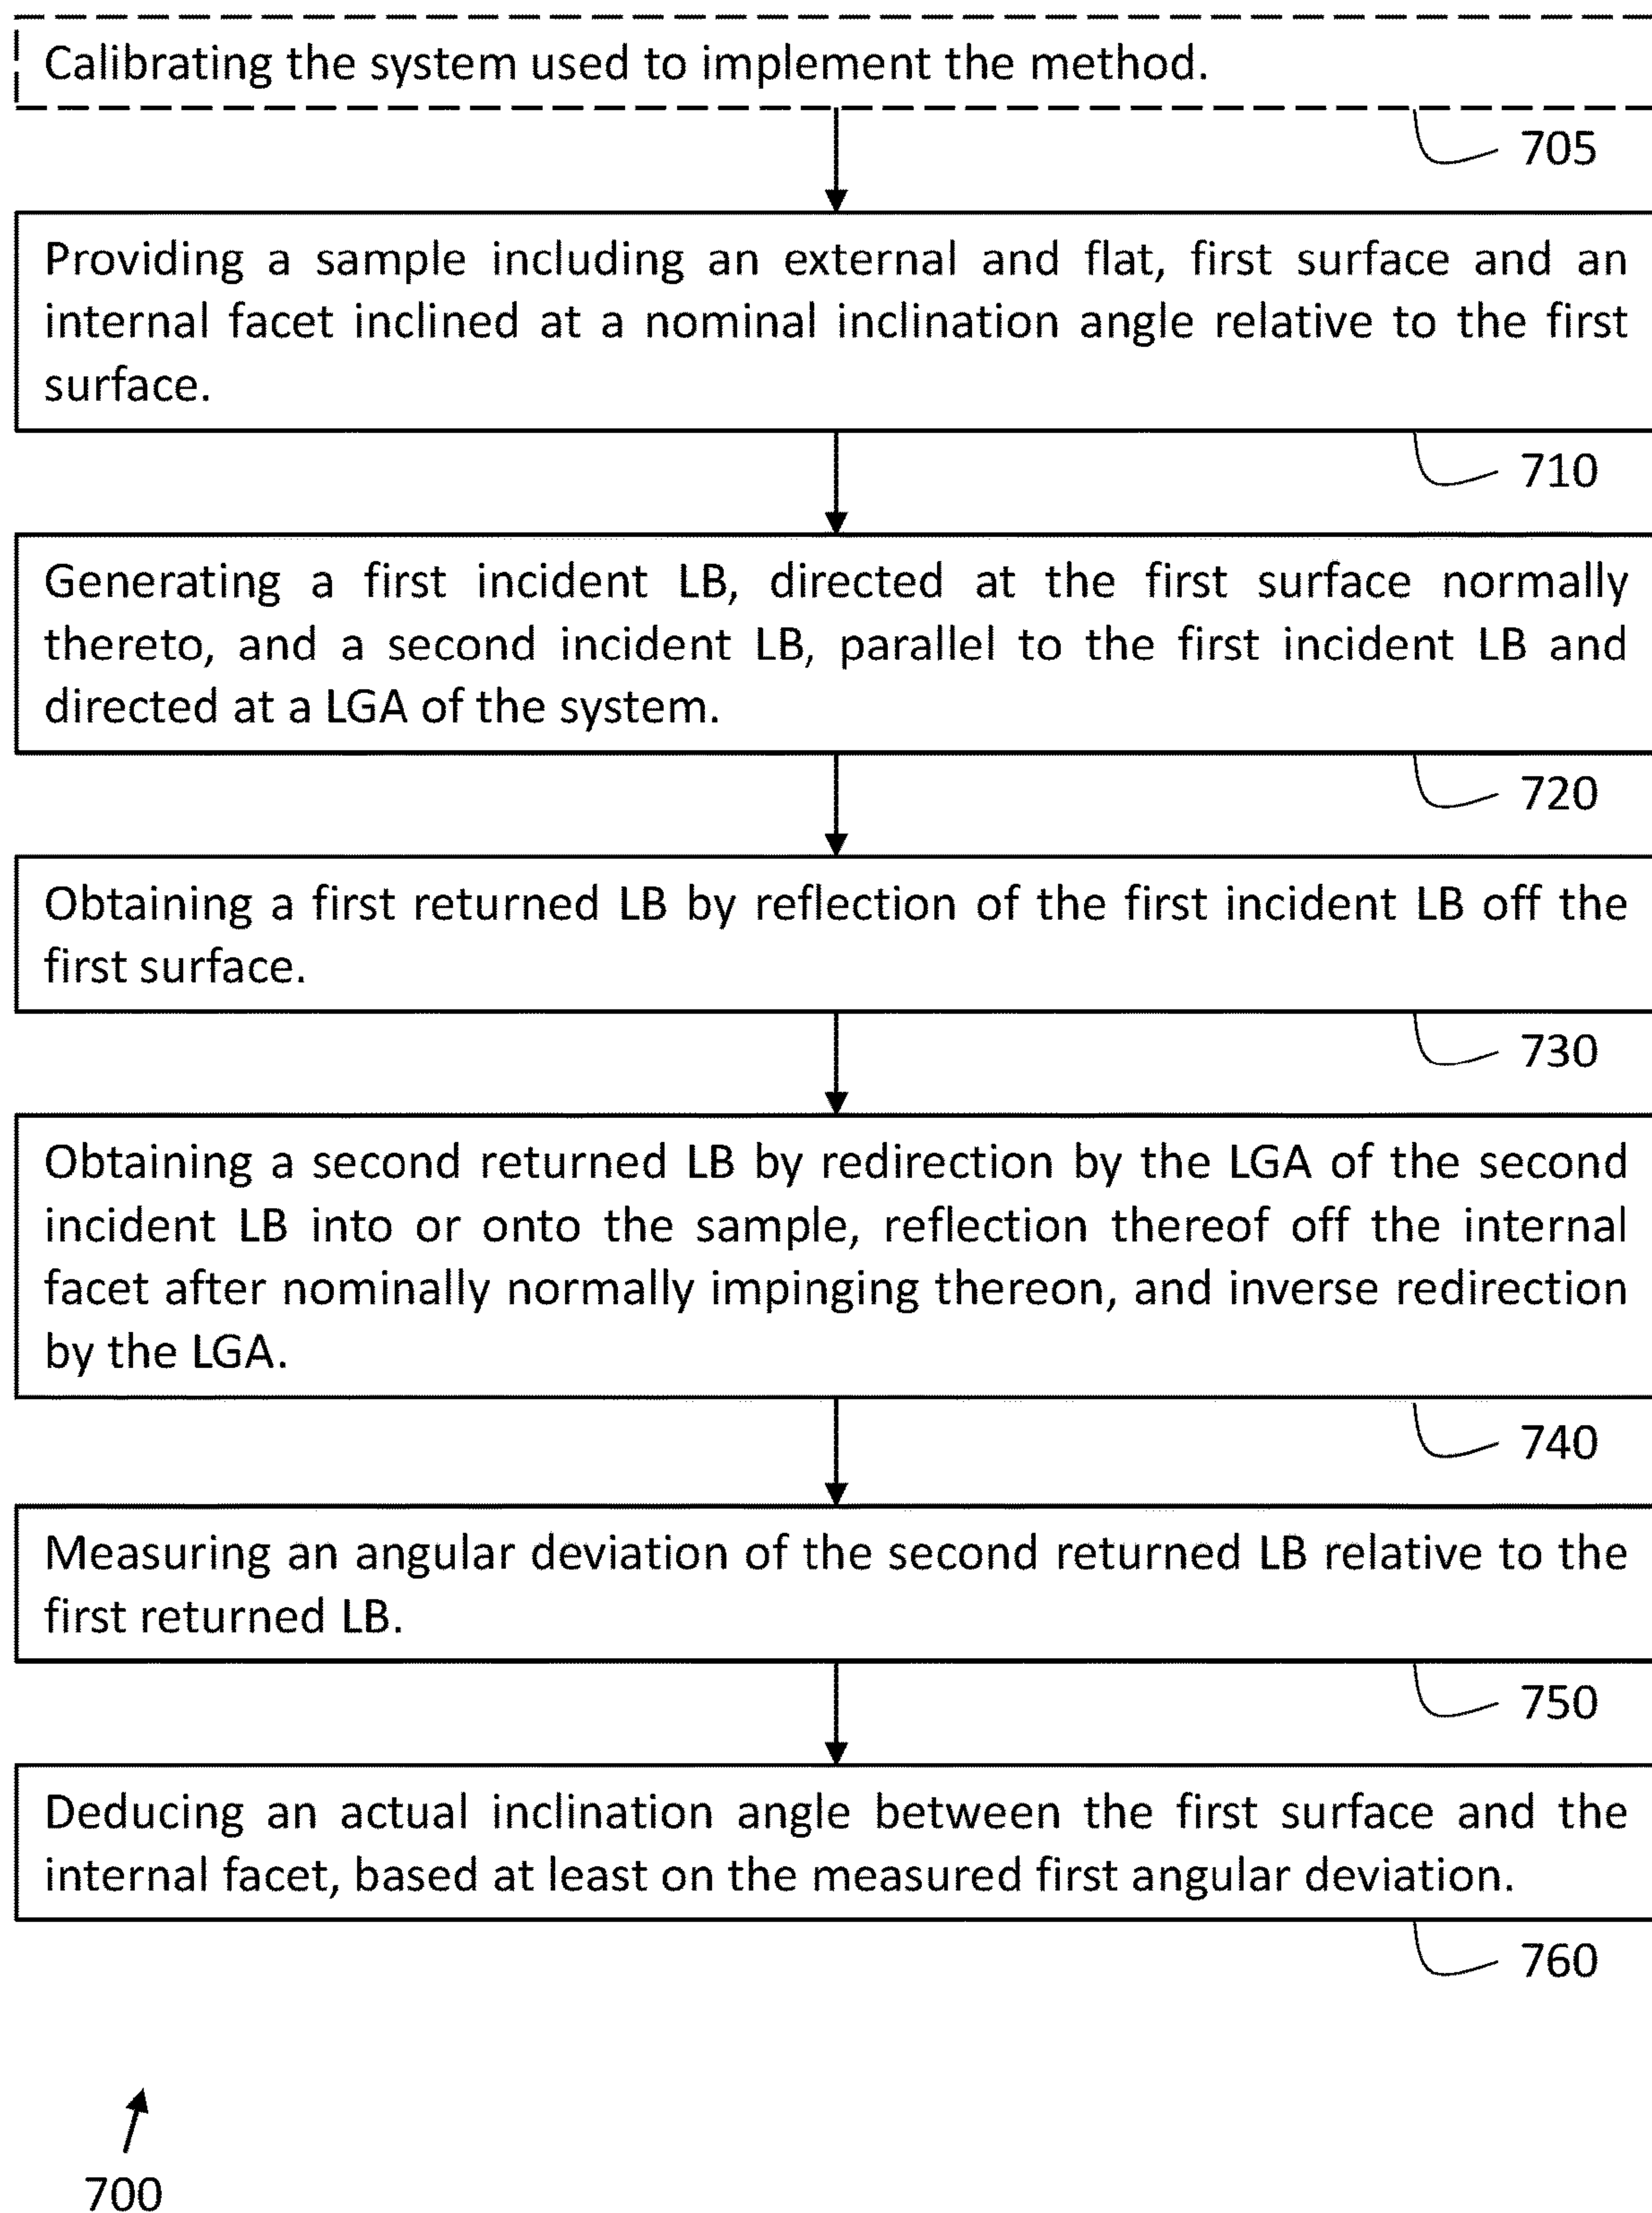 Calibrating the system used to implement the method.
705
Providing a sample including an external and flat, first surface and an
internal facet inclined at a nominal inclination angle relative to the first
surface.
710
Generating a first incident LB, directed at the first surface normally
thereto, and a second incident LB, parallel to the first incident LB and
directed at a LGA of the system.
720
Obtaining a first returned LB by reflection of the first incident LB off the
first surface.
730
Obtaining a second returned LB by redirection by the LGA of the second
incident LB into or onto the sample, reflection thereof off the internal
facet after nominally normally impinging thereon, and inverse redirection
by the LGA.
740
Measuring an angular deviation of the second returned LB relative to the
first returned LB.
750
Deducing an actual inclination angle between the first surface and the
internal facet, based at least on the measured first angular deviation.
760
700